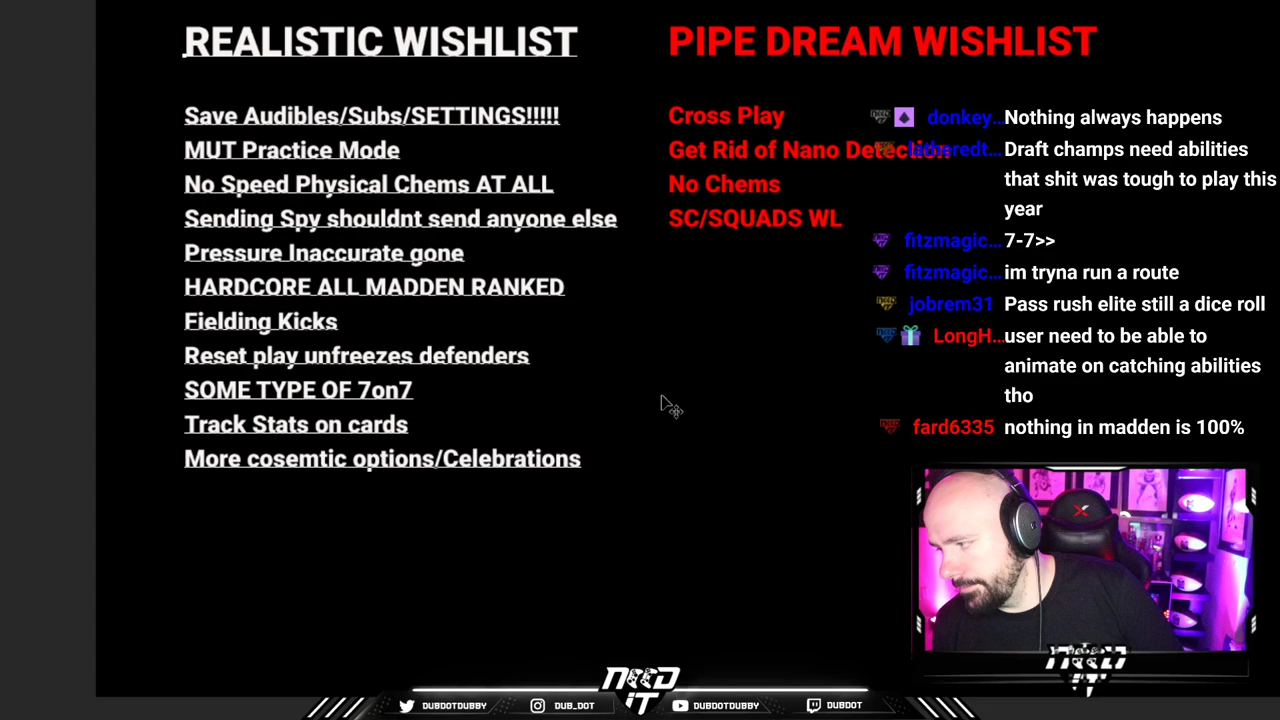 REALISTIC WISHLIST
Save Audibles/Subs/SETTINGS!!!!!
MUT Practice Mode
No Speed Physical Chems AT ALL
Sending Spy shouldnt send anyone else
Pressure Inaccurate gone
HARDCORE ALL MADDEN RANKED
Fielding Kicks
Reset play unfreezes defenders
SOME TYPE OF 7on7
Track Stats on cards
More cosemtic options/Celebrations
PIPE DREAM WISHLIST
Cross Play
Get Rid of Nano Detection
No Chems
SC/SQUADS WL
donkey... Nothing always happens
Draft champs need abilities
that shit was tough to play this
year
fitzmagic... 7-7>>
fitzmagic... im tryna run a route
jobrem31 Pass rush elite still a dice roll
LongH... user need to be able to
animate on catching abilities
tho
fard6335 nothing in madden is 100%
NEED
IT
DUBDOTDUBBY
DUB_DOT
DUBDOTDUBBY
DUBDOT